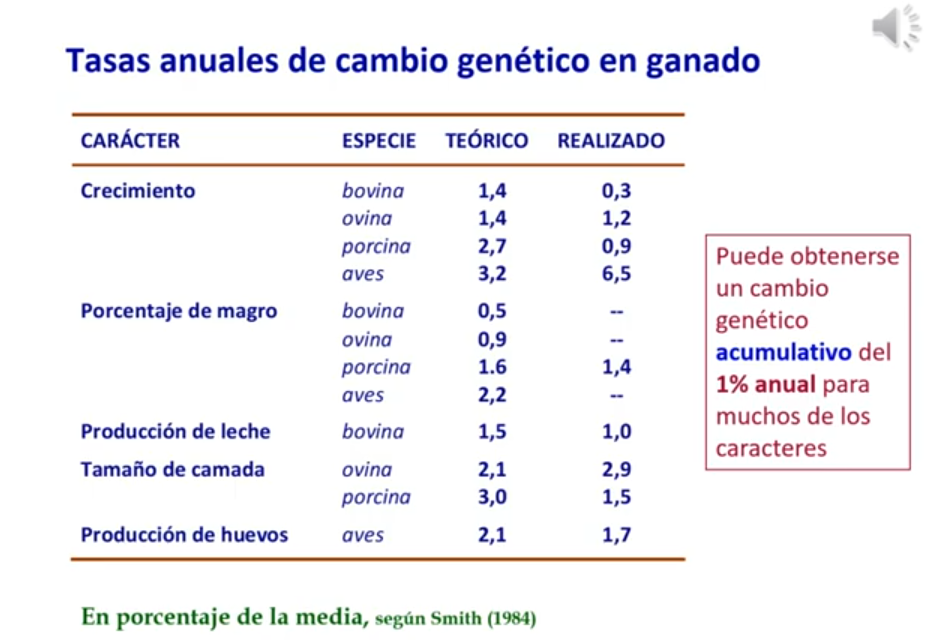 Tasas anuales de cambio genético en ganado
CARÁCTER ESPECIE TEÓRICO REALIZADO
Crecimiento bovina 1,4 0,3
ovina 1,4 1,2
porcina 2,7 0,9
aves 3,2 6,5
Porcentaje de magro bovina 0,5 --
ovina 0,9 --
porcina 1.6 1,4
aves 2,2 --
Producción de leche bovina 1,5 1,0
Tamaño de camada ovina 2,1 2,9
porcina 3,0 1,5
Producción de huevos aves 2,1 1,7
Puede obtenerse
un cambio
genético
acumulativo del
1% anual para
muchos de los
caracteres
En porcentaje de la media, según Smith (1984)